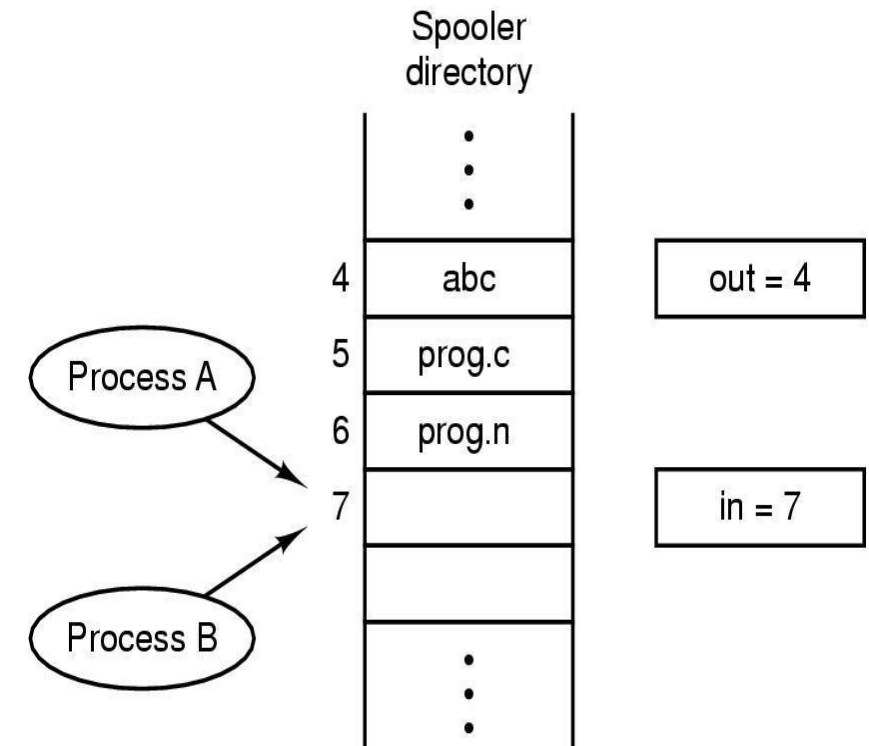 Spooler
directory
4 abc out = 4
5 prog.c
Process A
6 prog.n
7 in = 7
Process B